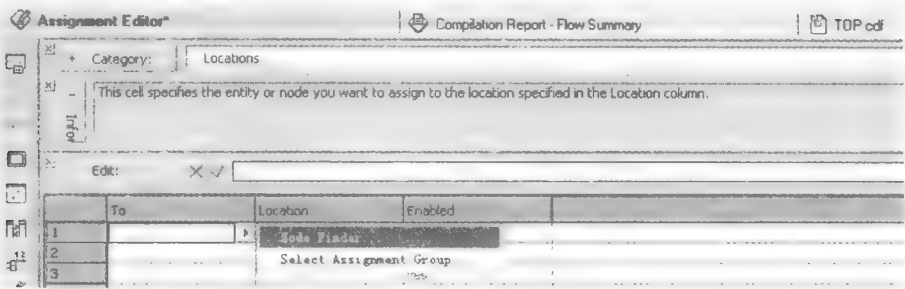 Assignment Editor*
Compilation Report - Flow Summary
TOP.cdf
+ Category: Locations
This cell specifies the entity or node you want to assign to the location specified in the Location column.
Infor
Edit:
To Location Enabled
1 Node Finder
2 Select Assignment Group
3